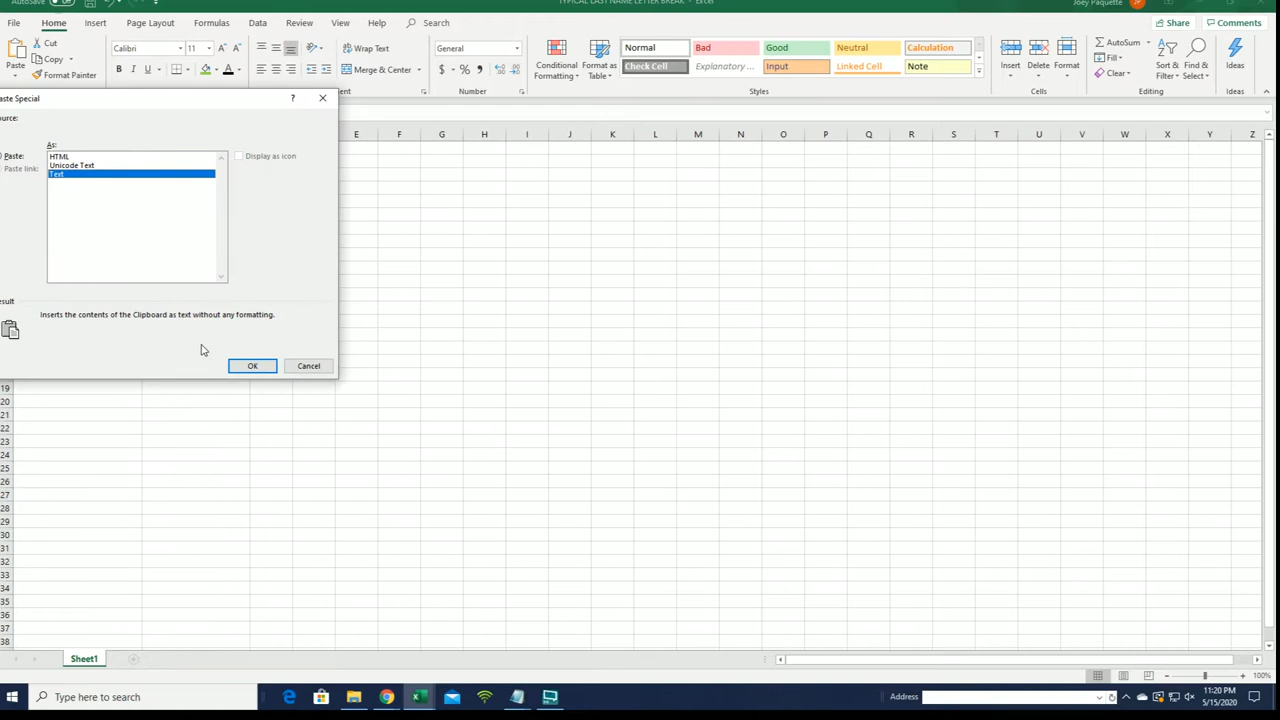 AutoSave Off
TYPICAL LAST NAME LETTER BREAK - Excel
Joey Paquette
JP
File Home Insert Page Layout Formulas Data Review View Help Search Share Comments
Paste
Cut
Copy
Format Painter
Calibri 11 A A
B I U A
Wrap Text
Merge & Center
General
$ % ,
Number
Conditional
Formatting
Format as
Table
Normal Bad Good Neutral Calculation
Check Cell Explanatory ... Input Linked Cell Note
Styles
Insert Delete Format
Cells
AutoSum
Fill
Clear
Sort &
Filter
Find &
Select
Editing
Ideas
Ideas
aste Special ?
ource:
As:
Paste:
Paste link:
HTML
Unicode Text
Text
Display as icon
esult
Inserts the contents of the Clipboard as text without any formatting.
OK Cancel
E F G H I J K L M N O P Q R S T U V W X Y Z
19
20
21
22
23
24
25
26
27
28
29
30
31
32
33
34
35
36
37
38
Sheet1
100%
Type here to search
Address
11:20 PM
5/15/2020